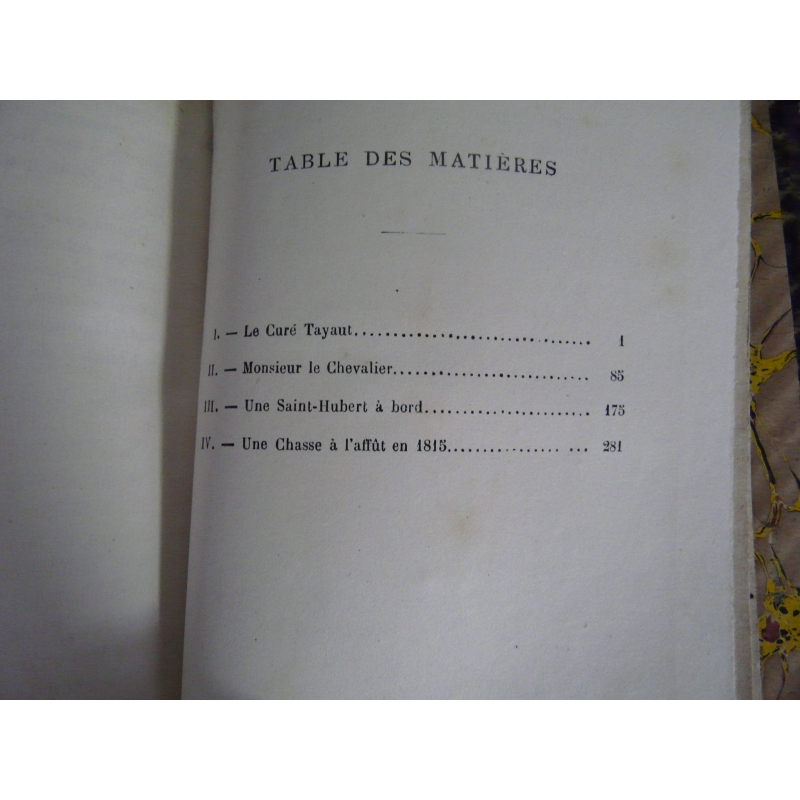 TABLE DES MATIÈRES
I. — Le Curé Tayaut........................................ 1
II. — Monsieur le Chevalier................................ 85
III. — Une Saint-Hubert à bord............................ 175
IV. — Une Chasse à l'affût en 1815................... ... 281